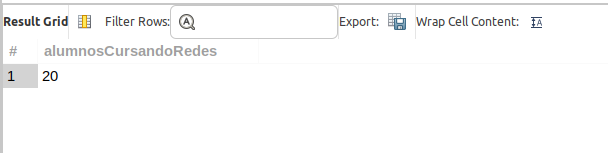 Result Grid Filter Rows: Export: Wrap Cell Content:
# alumnosCursandoRedes
1 20